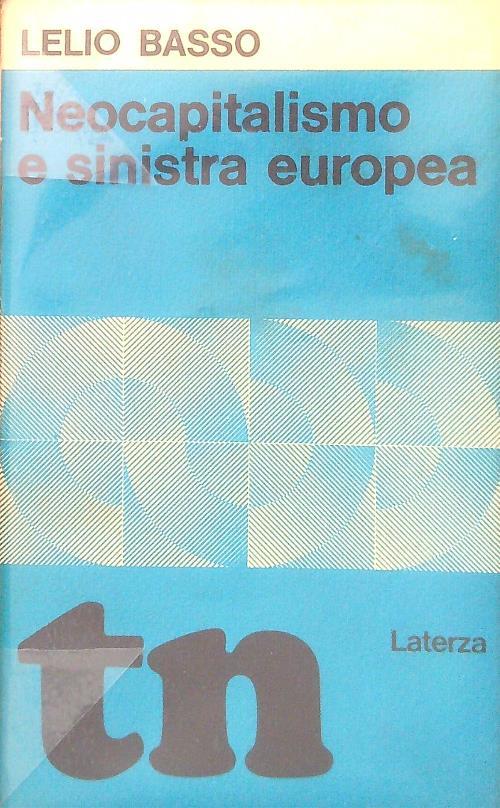 LELIO BASSO
Neocapitalismo
e sinistra europea
Laterza
tn